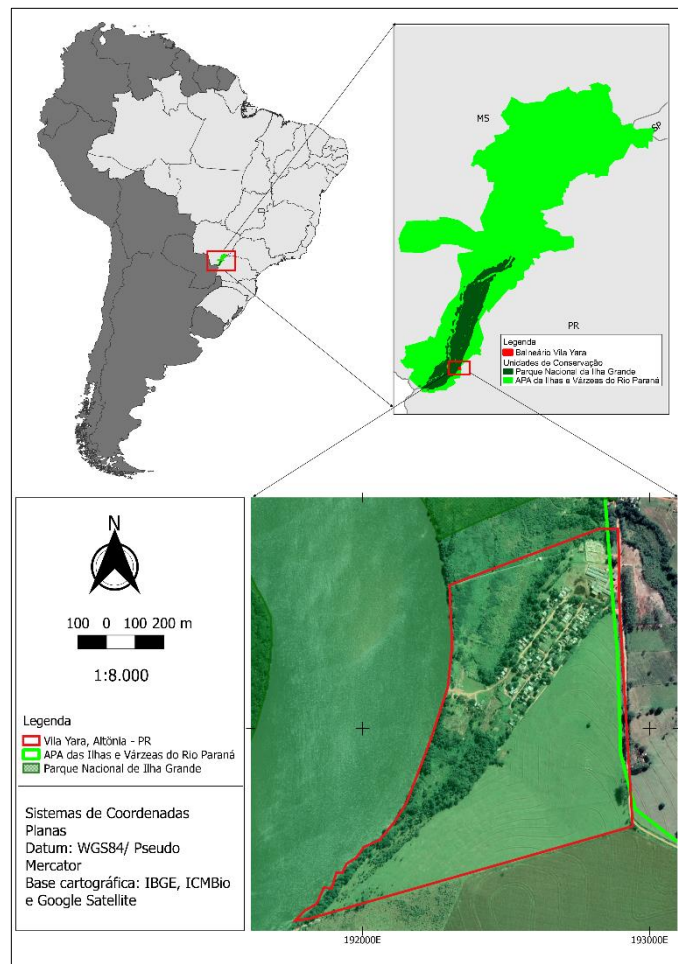 MS
SP
PR
Legenda
Balneário Vila Yara
Unidades de Conservação
Parque Nacional da Ilha Grande
APA da Ilhas e Várzeas do Rio Paraná
N
100 0 100 200 m
1:8.000
Legenda
Vila Yara, Altônia - PR
APA das Ilhas e Várzeas do Rio Paraná
Parque Nacional de Ilha Grande
Sistemas de Coordenadas
Planas
Datum: WGS84/ Pseudo
Mercator
Base cartográfica: IBGE, ICMBio
e Google Satellite
192000E 193000E